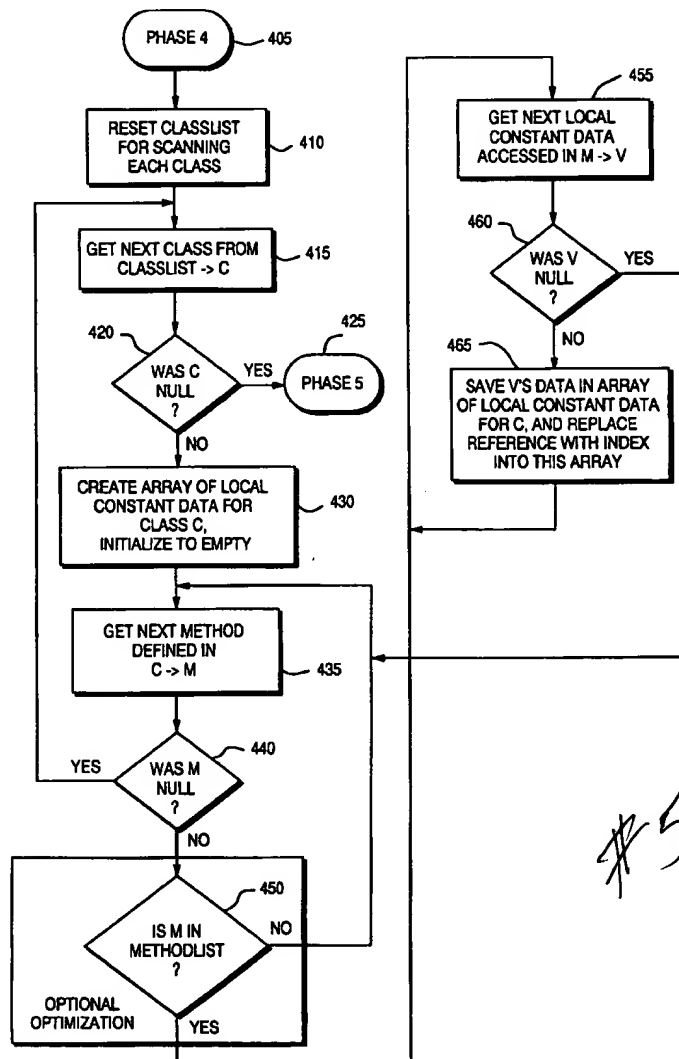 PHASE 4
405
RESET CLASSLIST
FOR SCANNING
EACH CLASS
410
GET NEXT CLASS FROM
CLASSLIST -> C
415
420
WAS C
NULL
?
YES
NO
425
PHASE 5
CREATE ARRAY OF LOCAL
CONSTANT DATA FOR
CLASS C,
INITIALIZE TO EMPTY
430
GET NEXT METHOD
DEFINED IN
C -> M
435
440
WAS M
NULL
?
YES
NO
450
IS M IN
METHODLIST
?
NO
YES
OPTIONAL
OPTIMIZATION
455
GET NEXT LOCAL
CONSTANT DATA
ACCESSED IN M -> V
460
WAS V
NULL
?
YES
NO
465
SAVE V'S DATA IN ARRAY
OF LOCAL CONSTANT DATA
FOR C, AND REPLACE
REFERENCE WITH INDEX
INTO THIS ARRAY